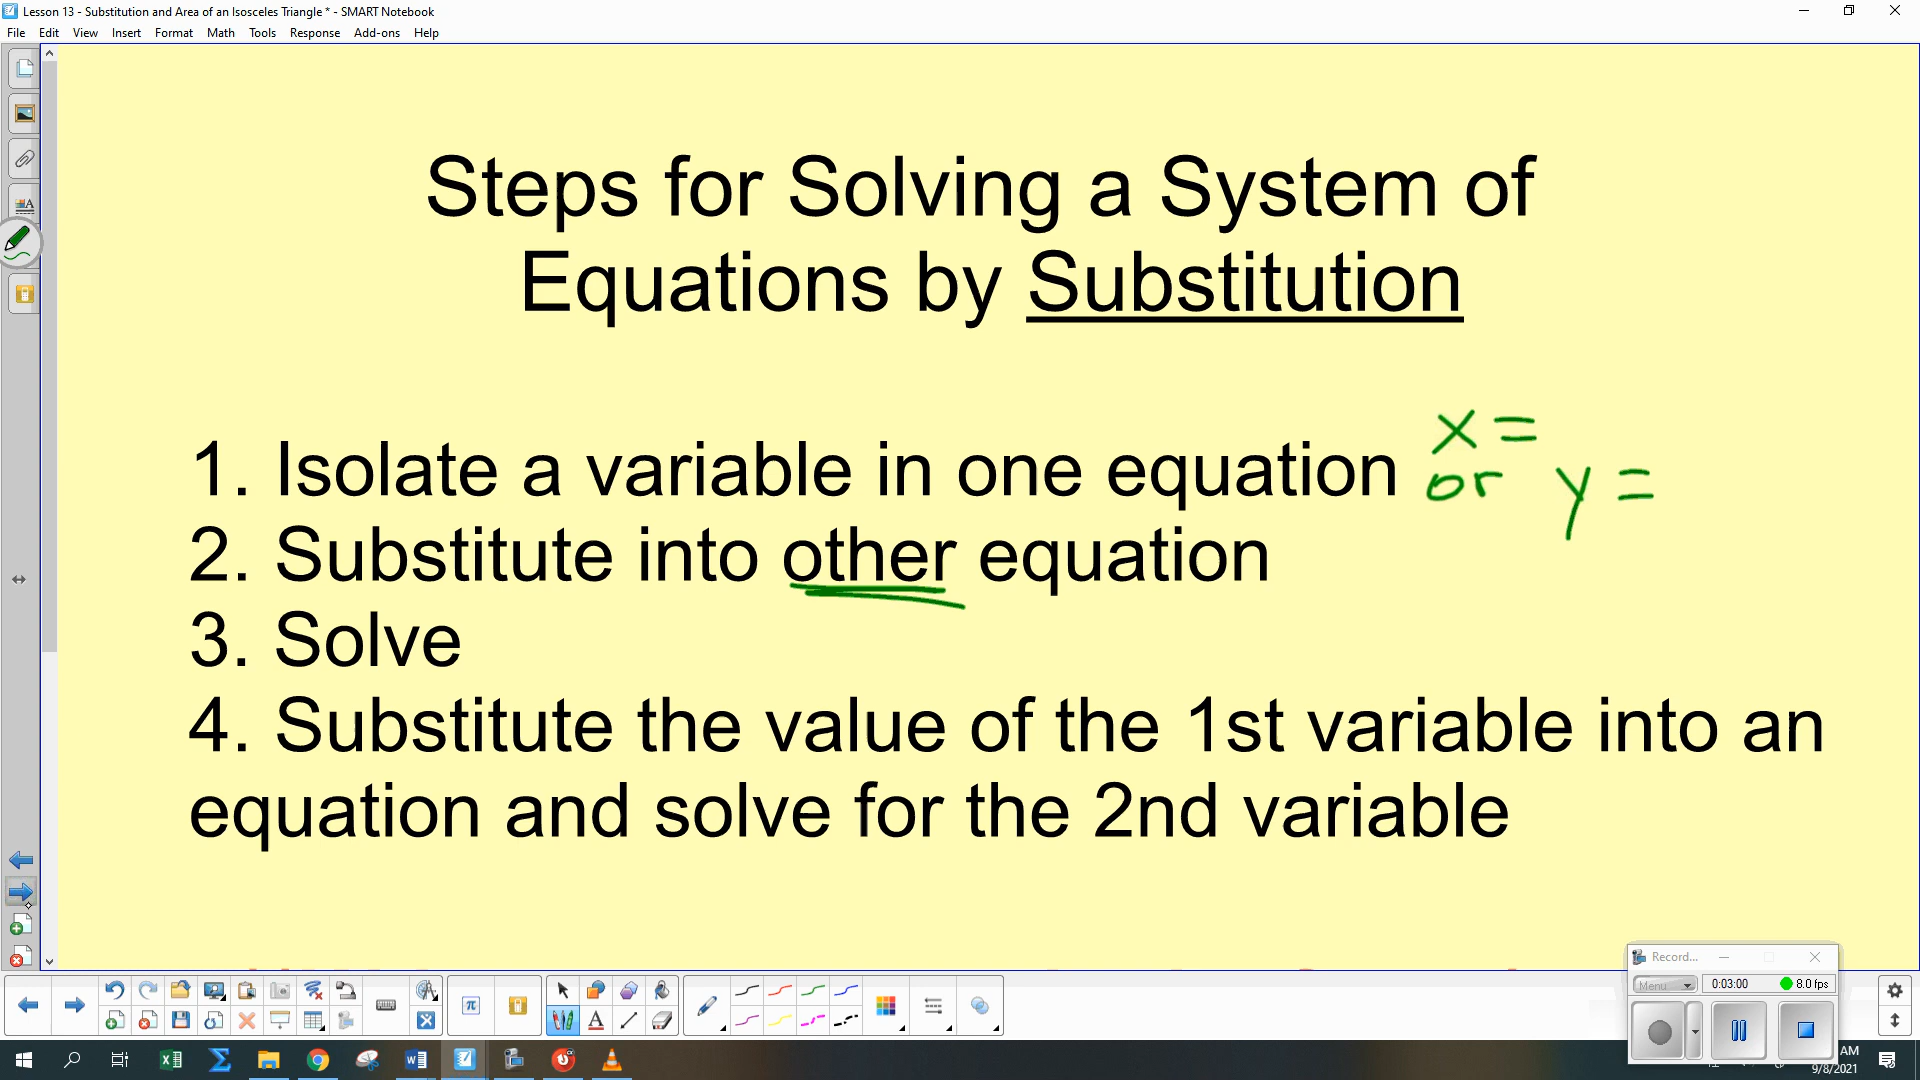 Lesson 13 - Substitution and Area of an Isosceles Triangle * - SMART Notebook
File Edit View Insert Format Math Tools Response Add-ons Help
Steps for Solving a System of
Equations by Substitution
1. Isolate a variable in one equation
x =
or y =
2. Substitute into other equation
3. Solve
4. Substitute the value of the 1st variable into an
equation and solve for the 2nd variable
Record...
Menu 0:03:00 8.0 fps
AM
9/8/2021